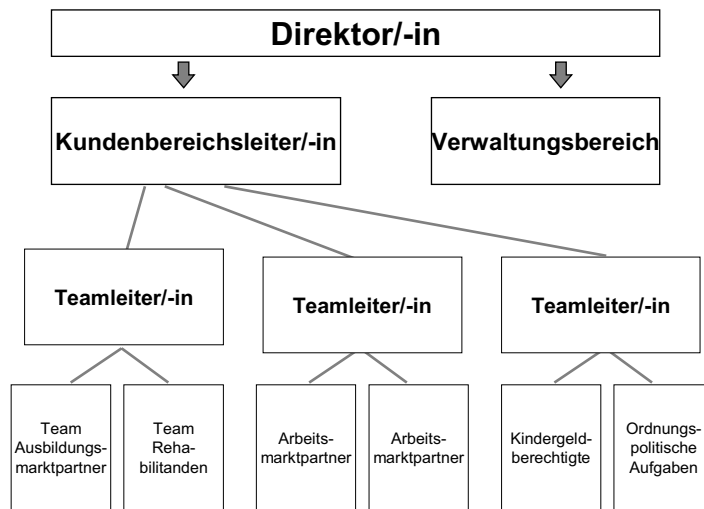 Direktor/-in
Kundenbereichsleiter/-in
Verwaltungsbereich
Teamleiter/-in
Teamleiter/-in
Teamleiter/-in
Team
Ausbildungs-
marktpartner
Team
Reha-
bilitanden
Arbeits-
marktpartner
Arbeits-
marktpartner
Kindergeld-
berechtigte
Ordnungs-
politische
Aufgaben